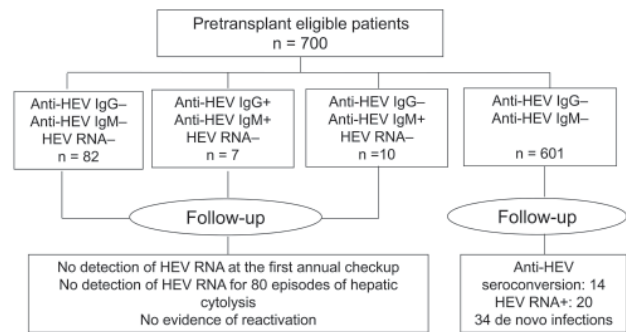 Pretransplant eligible patients
n = 700
Anti-HEV IgG–
Anti-HEV IgM–
HEV RNA–
n = 82
Anti-HEV IgG+
Anti-HEV IgM+
HEV RNA–
n = 7
Anti-HEV IgG–
Anti-HEV IgM+
HEV RNA–
n =10
Anti-HEV IgG–
Anti-HEV IgM–
n = 601
Follow-up
Follow-up
No detection of HEV RNA at the first annual checkup
No detection of HEV RNA for 80 episodes of hepatic
cytolysis
No evidence of reactivation
Anti-HEV
seroconversion: 14
HEV RNA+: 20
34 de novo infections